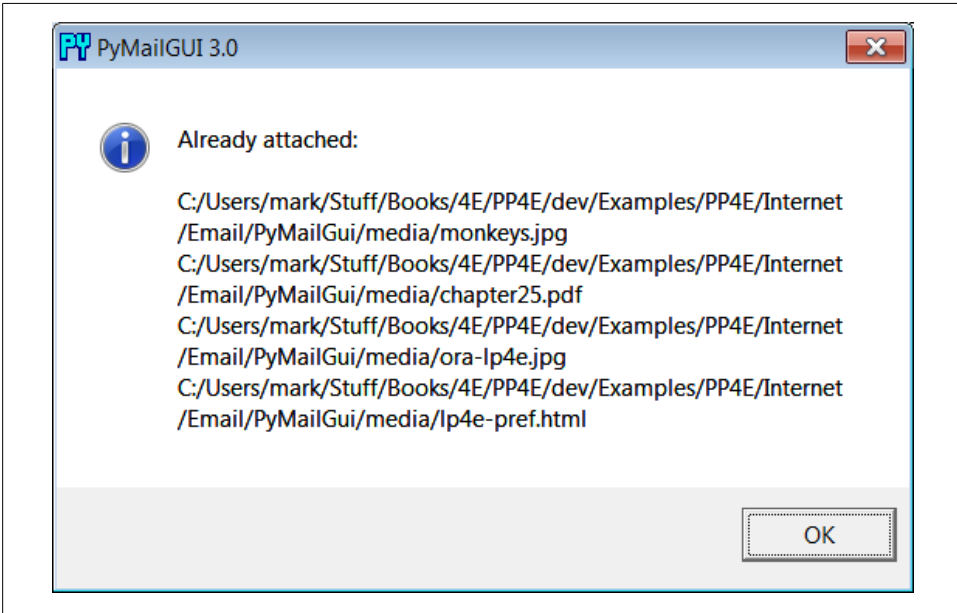 PY PyMailGUI 3.0
Already attached:
C:/Users/mark/Stuff/Books/4E/PP4E/dev/Examples/PP4E/Internet
/Email/PyMailGui/media/monkeys.jpg
C:/Users/mark/Stuff/Books/4E/PP4E/dev/Examples/PP4E/Internet
/Email/PyMailGui/media/chapter25.pdf
C:/Users/mark/Stuff/Books/4E/PP4E/dev/Examples/PP4E/Internet
/Email/PyMailGui/media/ora-lp4e.jpg
C:/Users/mark/Stuff/Books/4E/PP4E/dev/Examples/PP4E/Internet
/Email/PyMailGui/media/lp4e-pref.html
OK